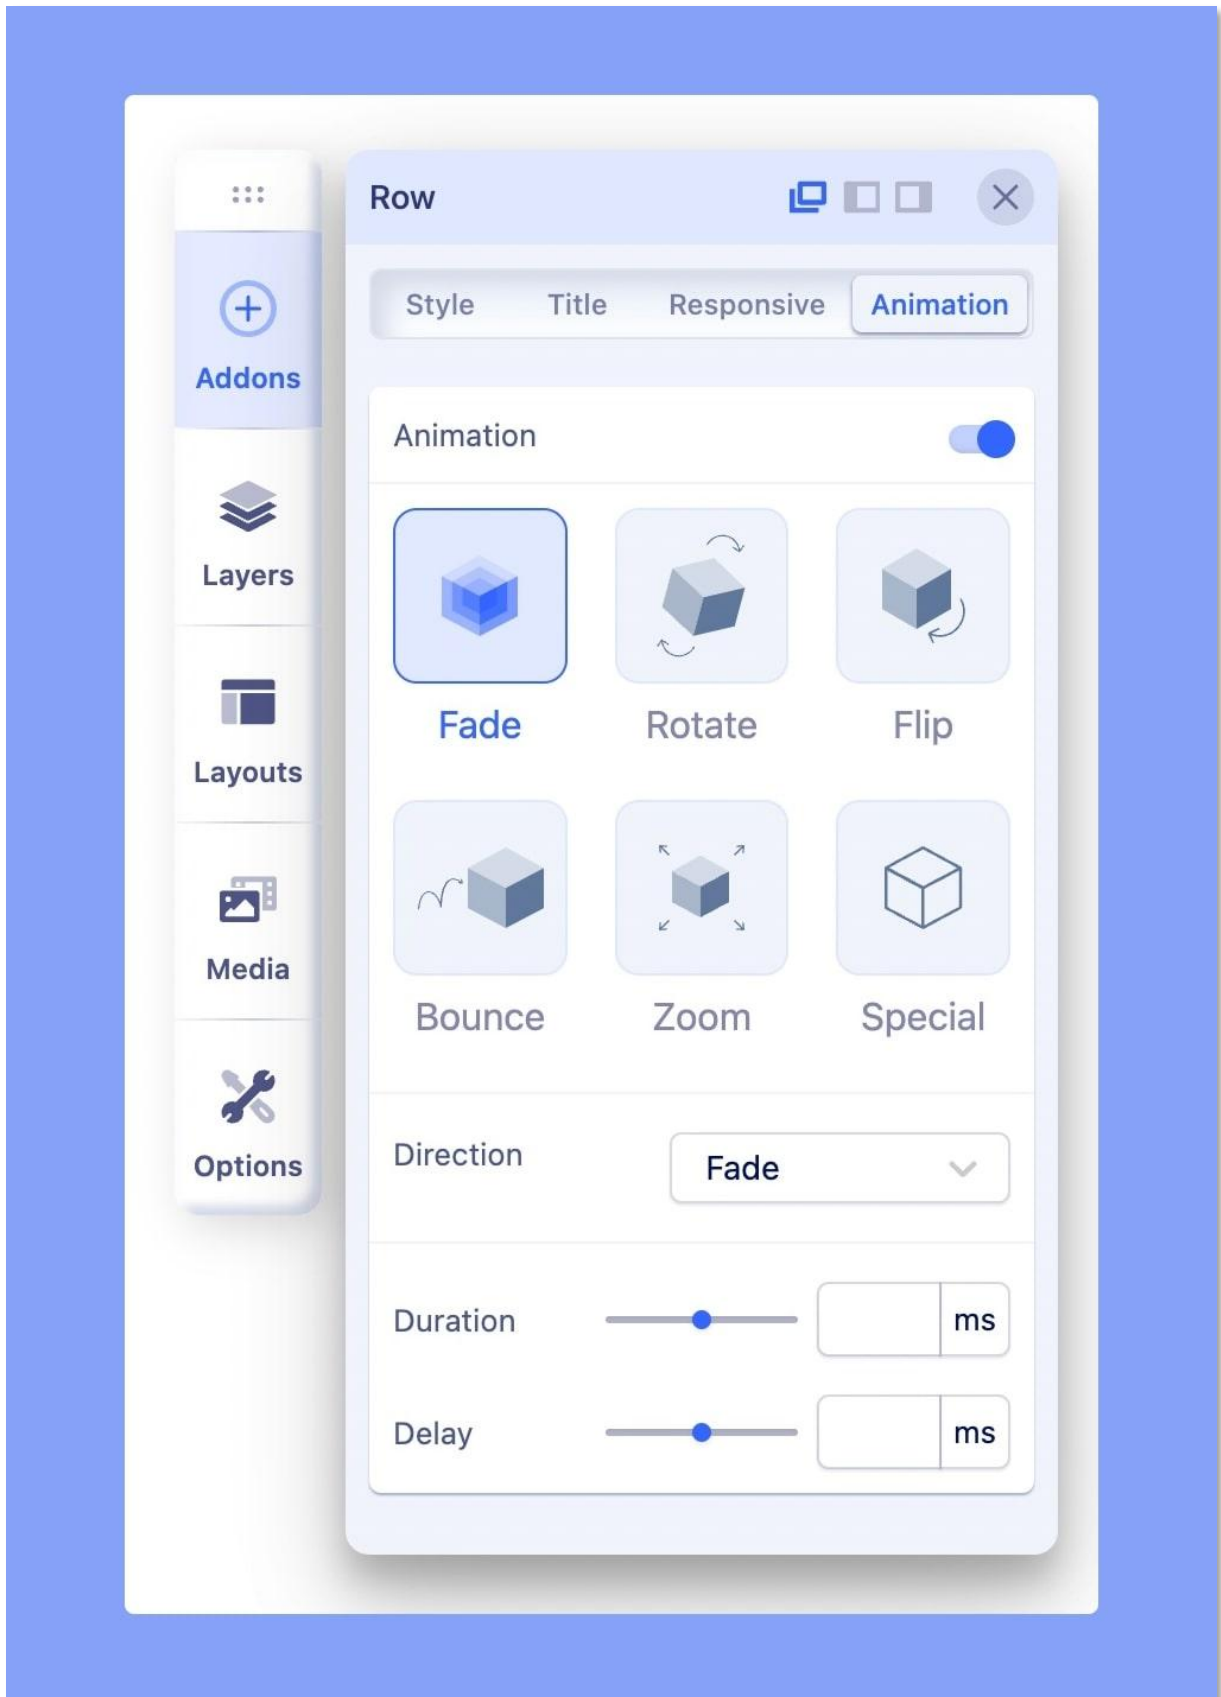 Row
Style Title Responsive Animation
Addons
Layers
Layouts
Media
Options
Animation
Fade Rotate Flip
Bounce Zoom Special
Direction Fade
Duration ms
Delay ms